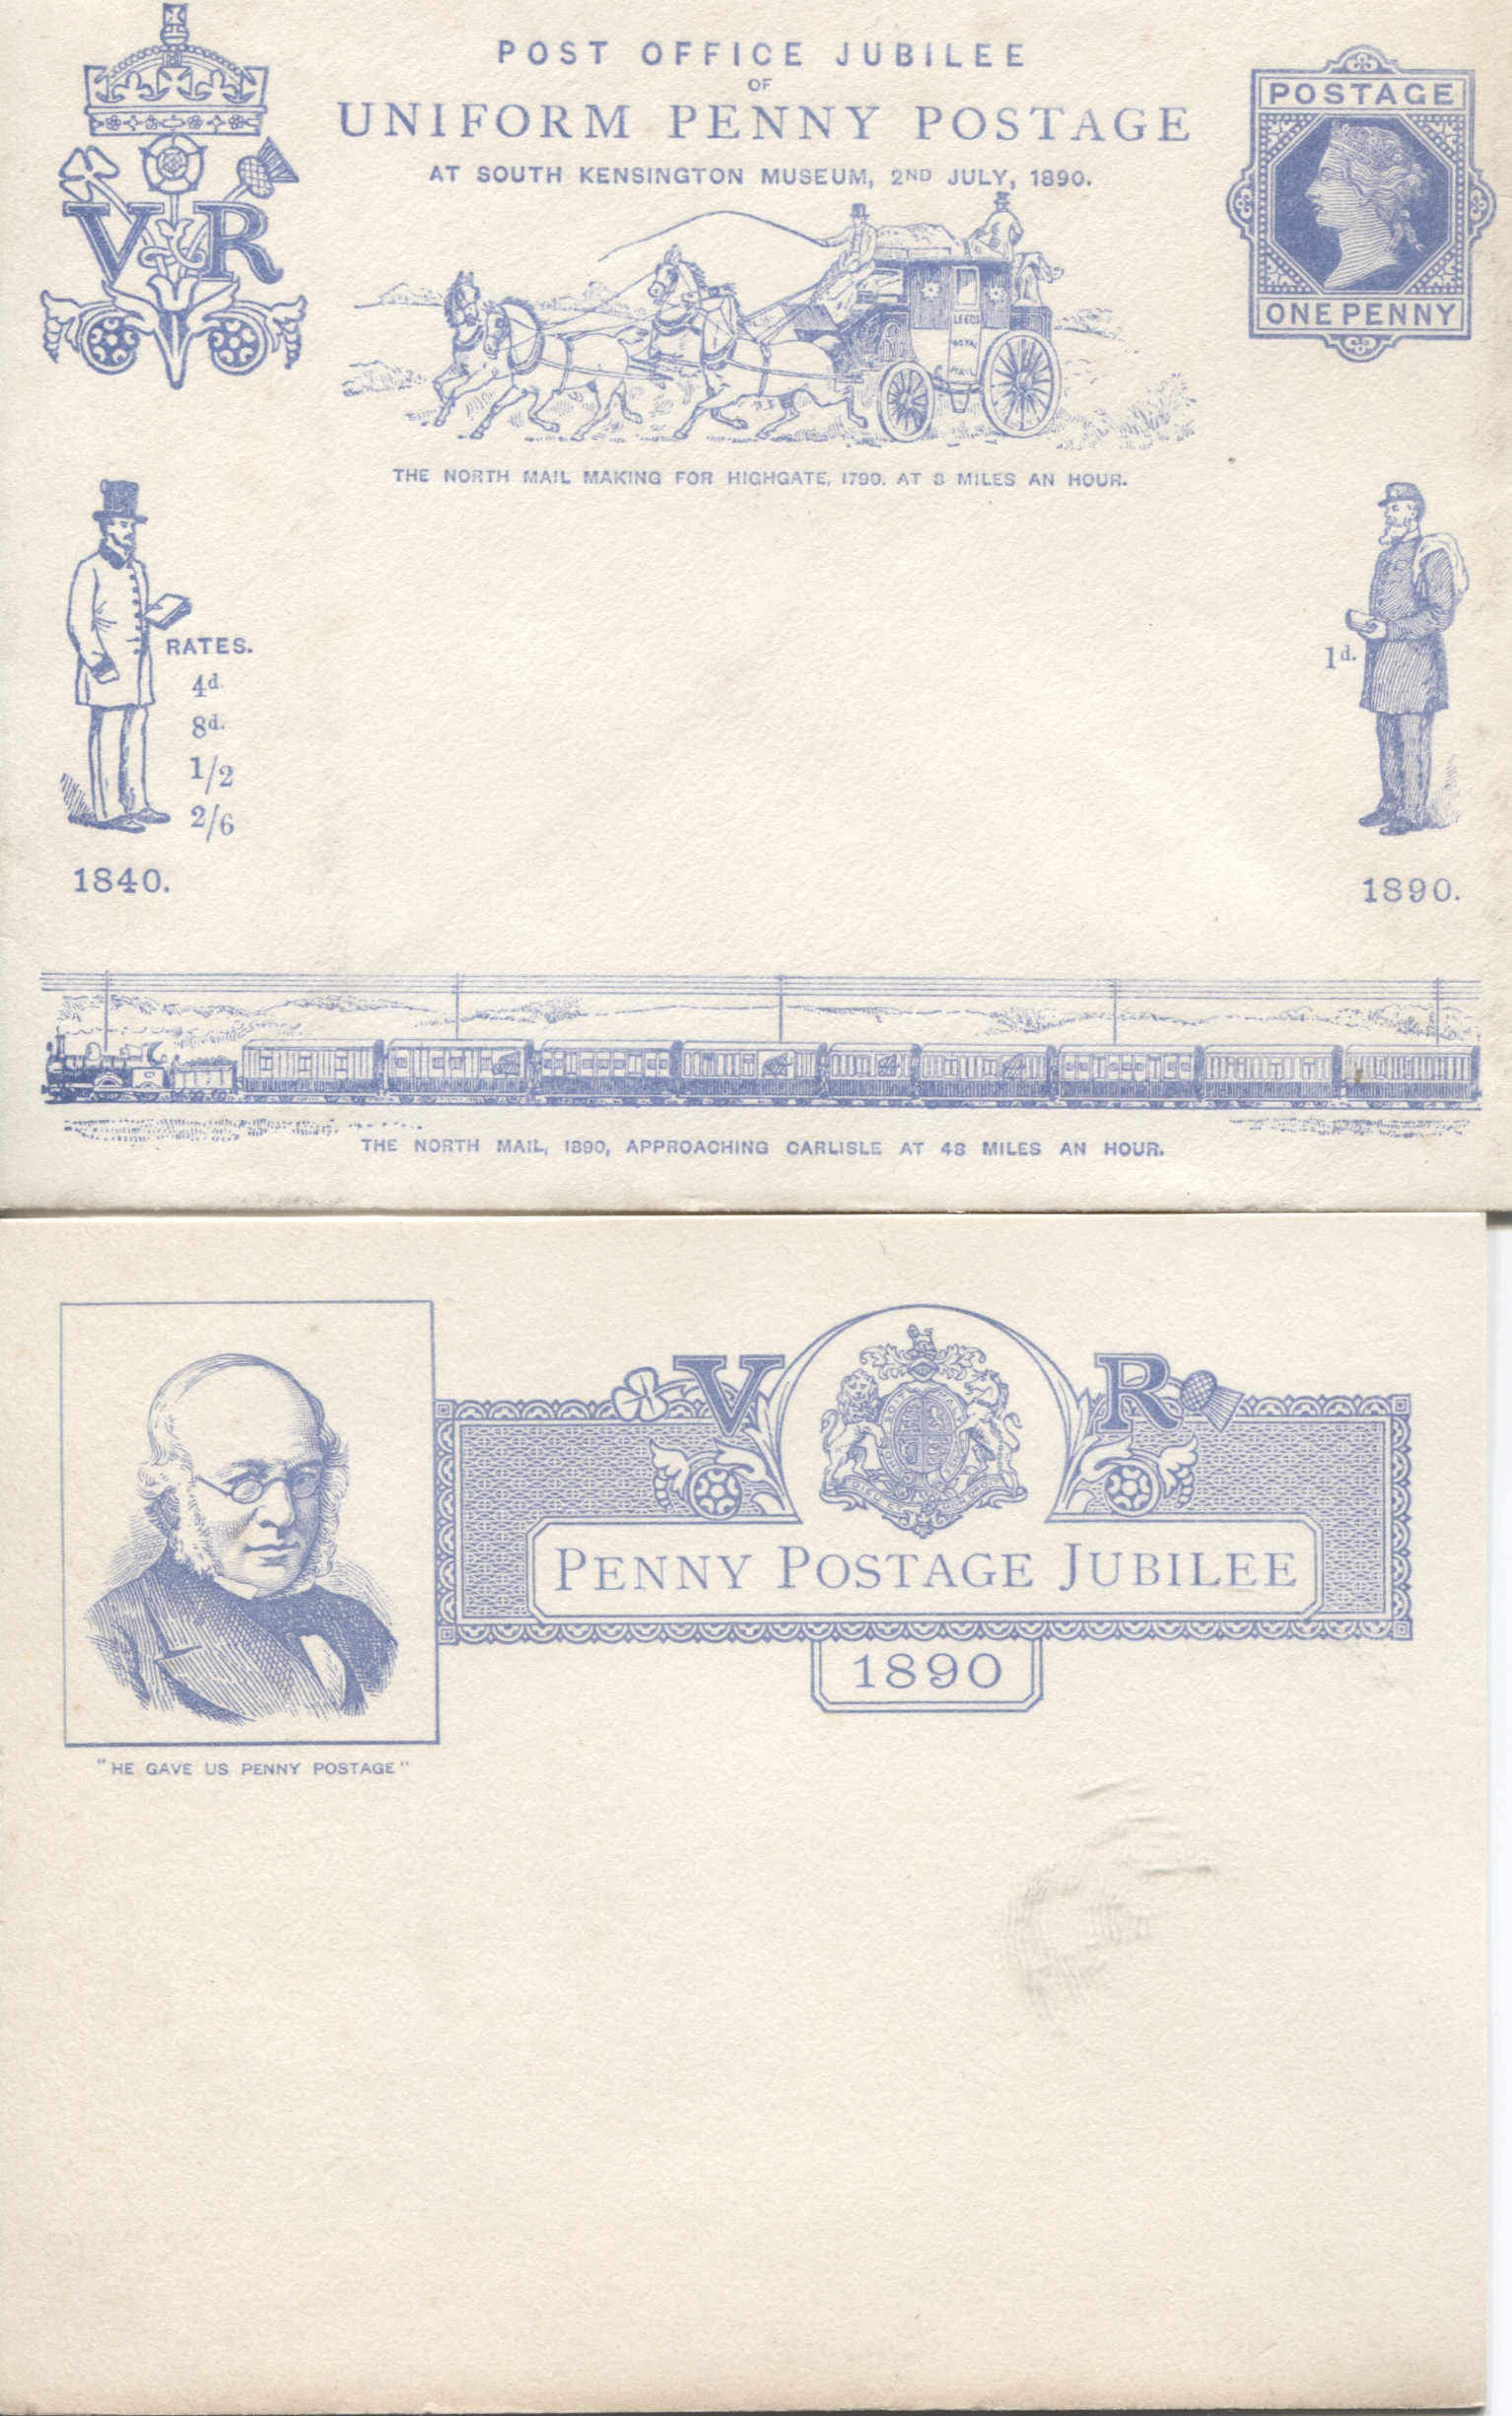 POST OFFICE JUBILEE
OF
UNIFORM PENNY POSTAGE
AT SOUTH KENSINGTON MUSEUM, 2ND JULY, 1890.
V R
POSTAGE
ONE PENNY
LEEDS
ROYAL
MAIL
THE NORTH MAIL MAKING FOR HIGHGATE, 1790, AT 8 MILES AN HOUR.
RATES.
4d.
8d.
1/2
2/6
1840.
1d.
1890.
THE NORTH MAIL, 1890, APPROACHING CARLISLE AT 48 MILES AN HOUR.
V R
PENNY POSTAGE JUBILEE
1890
"HE GAVE US PENNY POSTAGE"